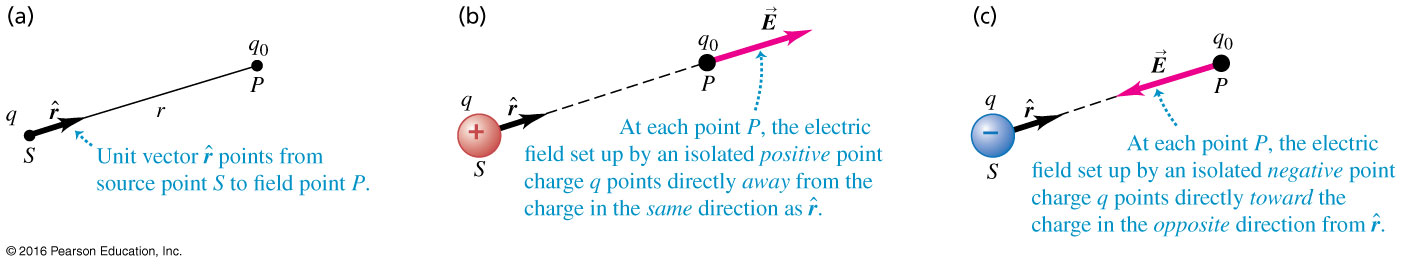 (a)
q₀
P
r
q
r̂
S
Unit vector r̂ points from
source point S to field point P.
(b)
E⃗
q₀
P
q
r̂
+
S
At each point P, the electric
field set up by an isolated positive point
charge q points directly away from the
charge in the same direction as r̂.
(c)
q₀
E⃗
P
q
r̂
−
S
At each point P, the electric
field set up by an isolated negative point
charge q points directly toward the
charge in the opposite direction from r̂.
© 2016 Pearson Education, Inc.